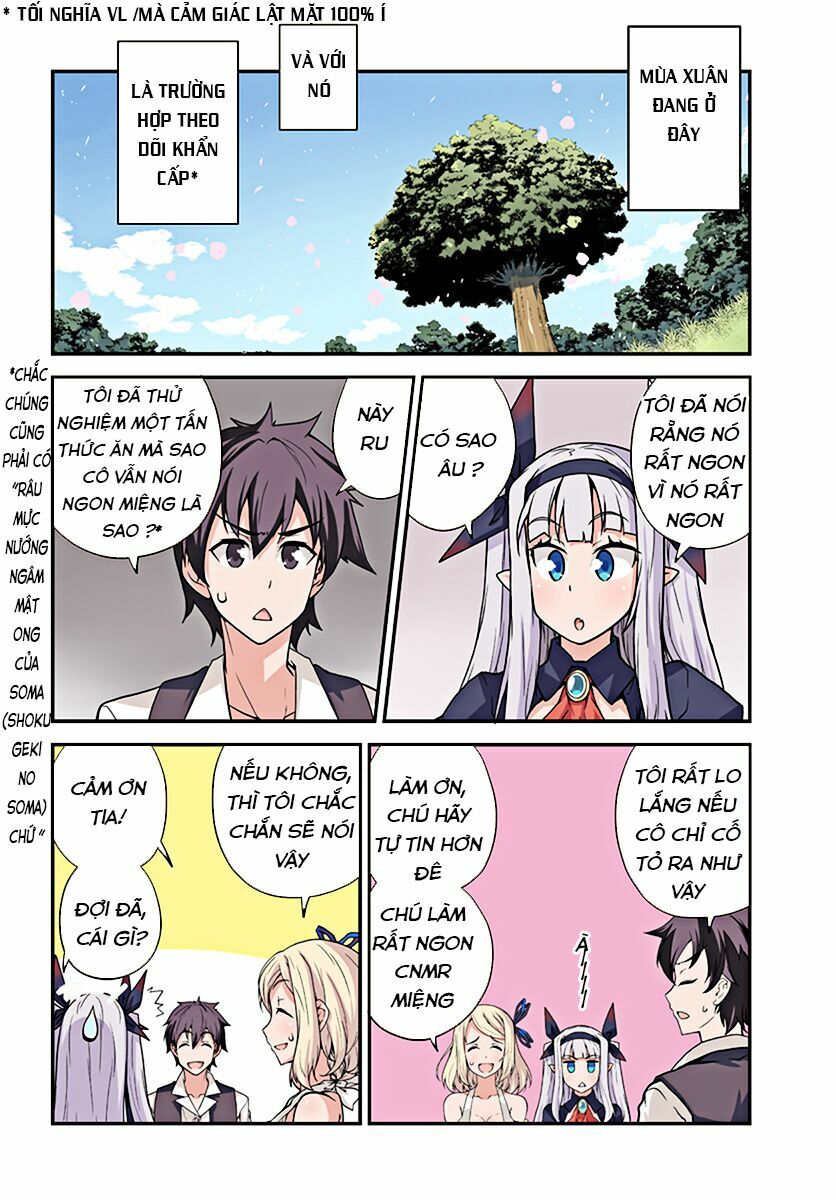 * TỐI NGHĨA VL /MÀ CẢM GIÁC LẬT MẶT 100% Í
MÙA XUÂN
ĐANG Ở
ĐÂY
VÀ VỚI
NÓ
LÀ TRƯỜNG
HỢP THEO
DÕI KHẨN
CẤP*
TÔI ĐÃ NÓI
RẰNG NÓ
RẤT NGON
VÌ NÓ RẤT
NGON
CÓ SAO
ÂU ?
NÀY
RU
TÔI ĐÃ THỬ
NGHIỆM MỘT TẤN
THỨC ĂN MÀ SAO
CÔ VẪN NÓI
NGON MIỆNG LÀ
SAO ?*
*CHẮC
CHÚNG
CŨNG
PHẢI CÓ
"RÂU
MỰC
NƯỚNG
NGÂM
MẬT
ONG
CỦA
SOMA
(SHOKU
GEKI
NO
SOMA)
CHỨ"
TÔI RẤT LO
LẮNG NẾU
CÔ CHỈ CỐ
TỎ RA NHƯ
VẬY
LÀM ƠN,
CHÚ HÃY
TỰ TIN HƠN
ĐÊ
CHÚ LÀM
RẤT NGON
CNMR
MIỆNG
À////
NẾU KHÔNG,
THÌ TÔI CHẮC
CHẮN SẼ NÓI
VẬY
CẢM ƠN
TIA!
ĐỢI ĐÃ,
CÁI GÌ?